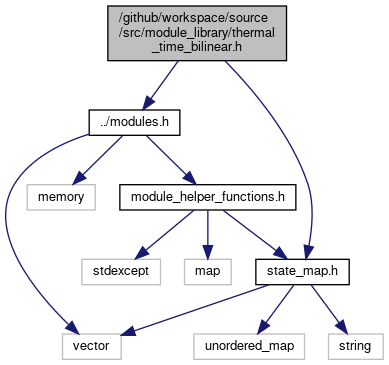 /github/workspace/source
/src/module_library/thermal
_time_bilinear.h
../modules.h
memory
module_helper_functions.h
stdexcept
map
state_map.h
vector
unordered_map
string